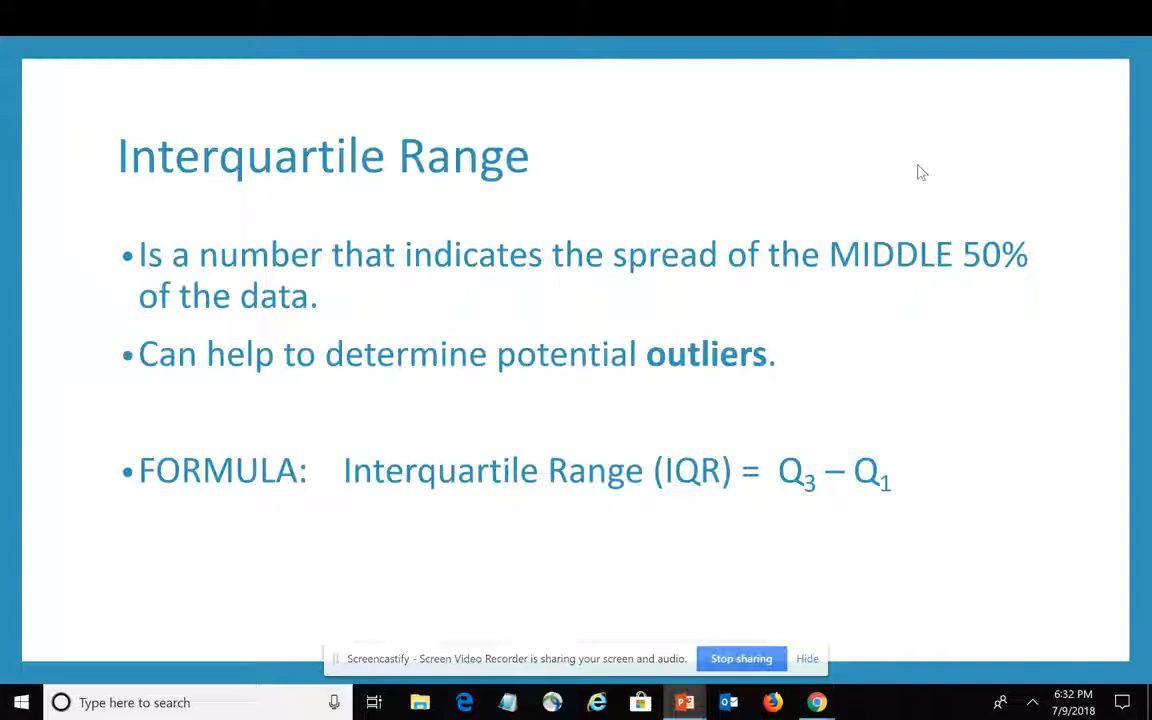 Interquartile Range
•Is a number that indicates the spread of the MIDDLE 50%
of the data.
•Can help to determine potential outliers.
•FORMULA: Interquartile Range (IQR) = Q₃ – Q₁
Screencastify - Screen Video Recorder is sharing your screen and audio. Stop sharing Hide
Type here to search
6:32 PM
7/9/2018